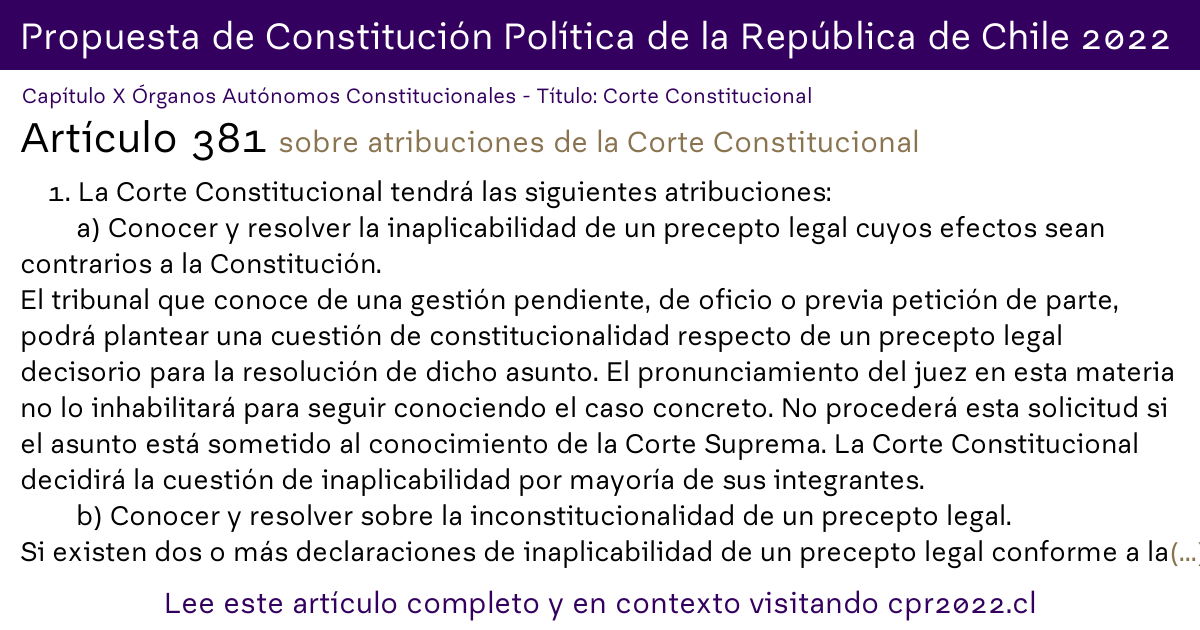 Propuesta de Constitución Política de la República de Chile 2022
Capítulo X Órganos Autónomos Constitucionales - Título: Corte Constitucional
Artículo 381 sobre atribuciones de la Corte Constitucional
1. La Corte Constitucional tendrá las siguientes atribuciones:
a) Conocer y resolver la inaplicabilidad de un precepto legal cuyos efectos sean
contrarios a la Constitución.
El tribunal que conoce de una gestión pendiente, de oficio o previa petición de parte,
podrá plantear una cuestión de constitucionalidad respecto de un precepto legal
decisorio para la resolución de dicho asunto. El pronunciamiento del juez en esta materia
no lo inhabilitará para seguir conociendo el caso concreto. No procederá esta solicitud si
el asunto está sometido al conocimiento de la Corte Suprema. La Corte Constitucional
decidirá la cuestión de inaplicabilidad por mayoría de sus integrantes.
b) Conocer y resolver sobre la inconstitucionalidad de un precepto legal.
Si existen dos o más declaraciones de inaplicabilidad de un precepto legal conforme a la(...)
Lee este artículo completo y en contexto visitando cpr2022.cl